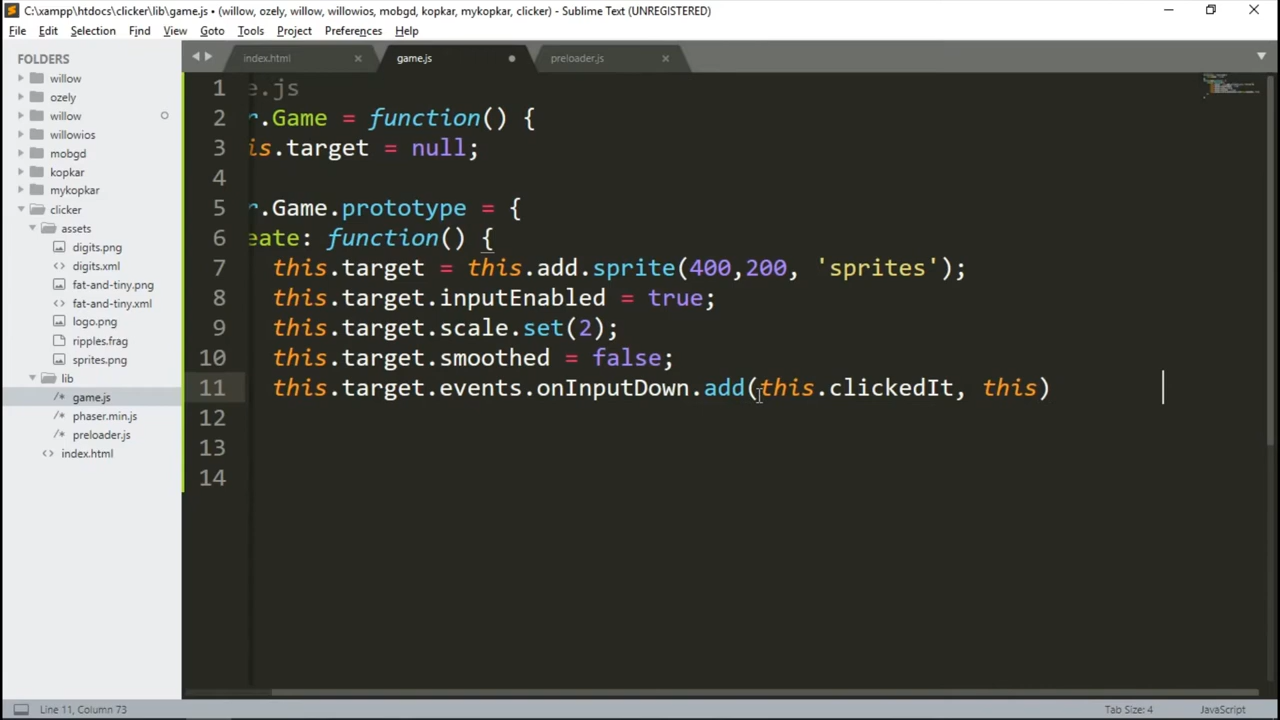 C:\xampp\htdocs\clicker\lib\game.js • (willow, ozely, willow, willowios, mobgd, kopkar, mykopkar, clicker) - Sublime Text (UNREGISTERED)
File Edit Selection Find View Goto Tools Project Preferences Help
FOLDERS
willow
ozely
willow
willowios
mobgd
kopkar
mykopkar
clicker
assets
digits.png
<> digits.xml
fat-and-tiny.png
<> fat-and-tiny.xml
logo.png
ripples.frag
sprites.png
lib
/* game.js
/* phaser.min.js
/* preloader.js
<> index.html
index.html × game.js • preloader.js ×
1 e.js
2 r.Game = function() {
3 is.target = null;
4
5 r.Game.prototype = {
6 eate: function() {
7 this.target = this.add.sprite(400,200, 'sprites');
8 this.target.inputEnabled = true;
9 this.target.scale.set(2);
10 this.target.smoothed = false;
11 this.target.events.onInputDown.add(this.clickedIt, this)
12
13
14
Line 11, Column 73 Tab Size: 4 JavaScript